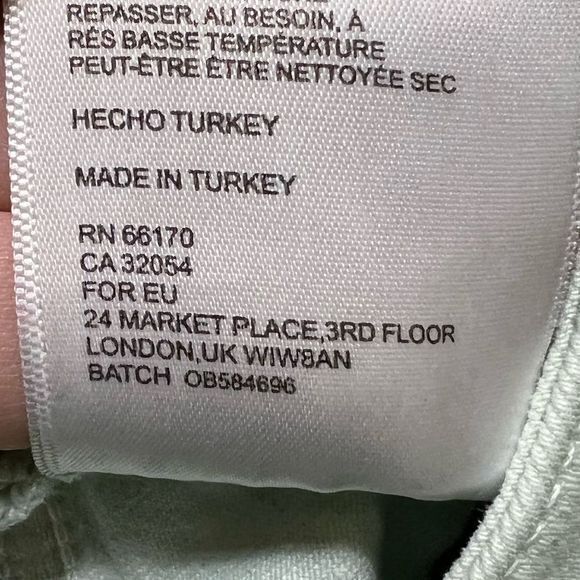 REPASSER, AU BESOIN, À
RÉS BASSE TEMPÉRATURE
PEUT-ÊTRE ÊTRE NETTOYÉE SEC
HECHO TURKEY
MADE IN TURKEY
RN 66170
CA 32054
FOR EU
24 MARKET PLACE,3RD FLOOR
LONDON,UK WIW8AN
BATCH OB584696